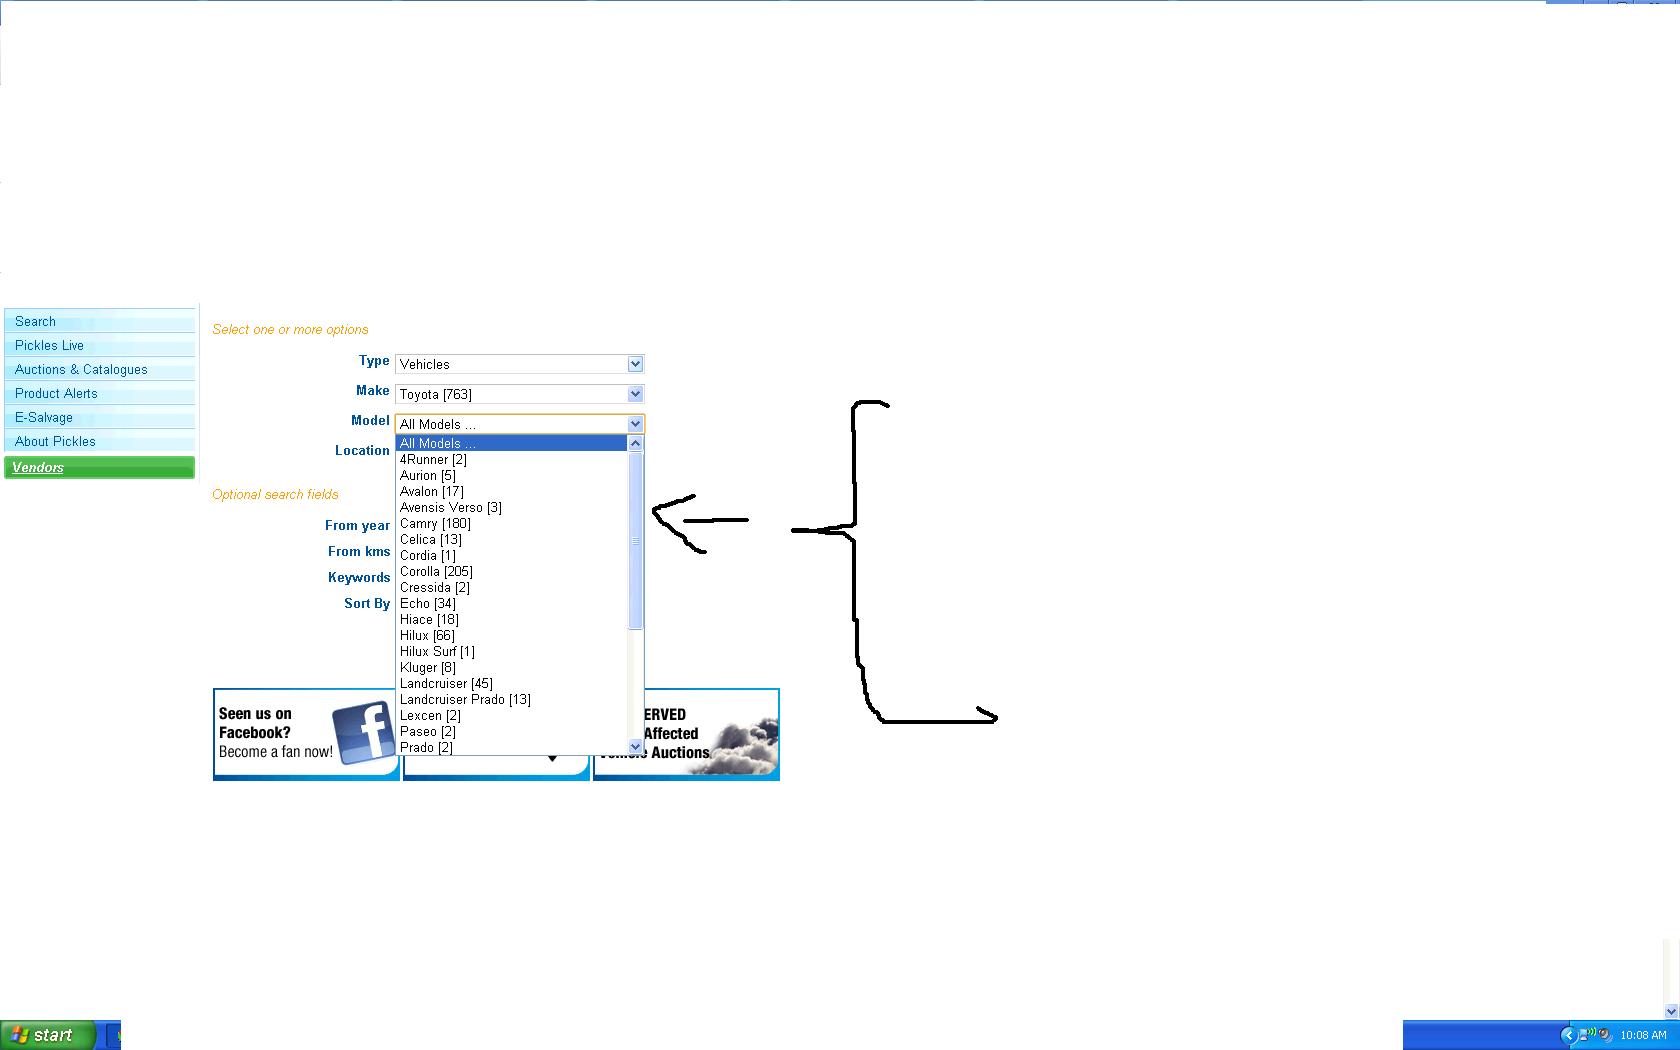 Search
Pickles Live
Auctions & Catalogues
Product Alerts
E-Salvage
About Pickles
Vendors
Select one or more options
Type Vehicles
Make Toyota [763]
Model All Models ...
All Models ...
Location
4Runner [2]
Aurion [5]
Avalon [17]
Optional search fields
Avensis Verso [3]
Camry [180]
From year
Celica [13]
Cordia [1]
From kms
Corolla [205]
Keywords
Cressida [2]
Echo [34]
Sort By
Hiace [18]
Hilux [66]
Hilux Surf [1]
Kluger [8]
Landcruiser [45]
Landcruiser Prado [13]
Lexcen [2]
Paseo [2]
Prado [2]
Seen us on
Facebook?
Become a fan now!
ERVED
Affected
Vehicle Auctions
start
10:08 AM